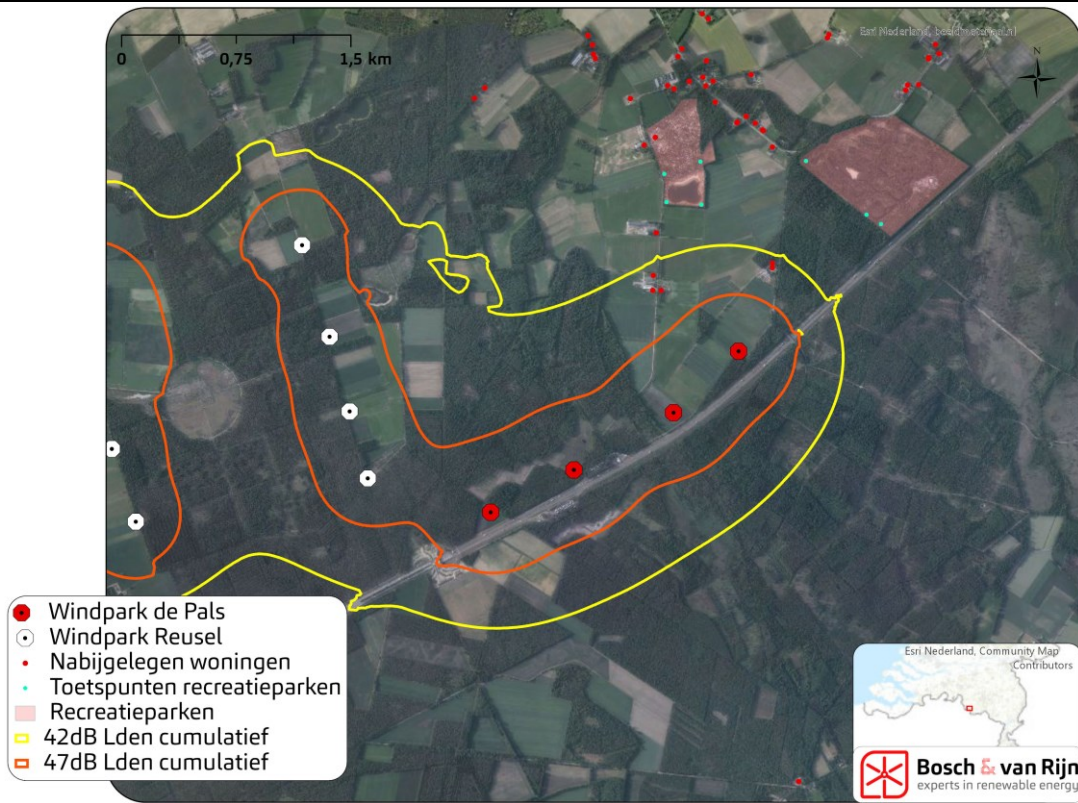 Esri Nederland, beeldmateriaal.nl
0 0,75 1,5 km
N
Windpark de Pals
Windpark Reusel
Nabijgelegen woningen
Toetspunten recreatieparken
Recreatieparken
42dB Lden cumulatief
47dB Lden cumulatief
Esri Nederland, Community Map
Contributors
Bosch & van Rijn
experts in renewable energy